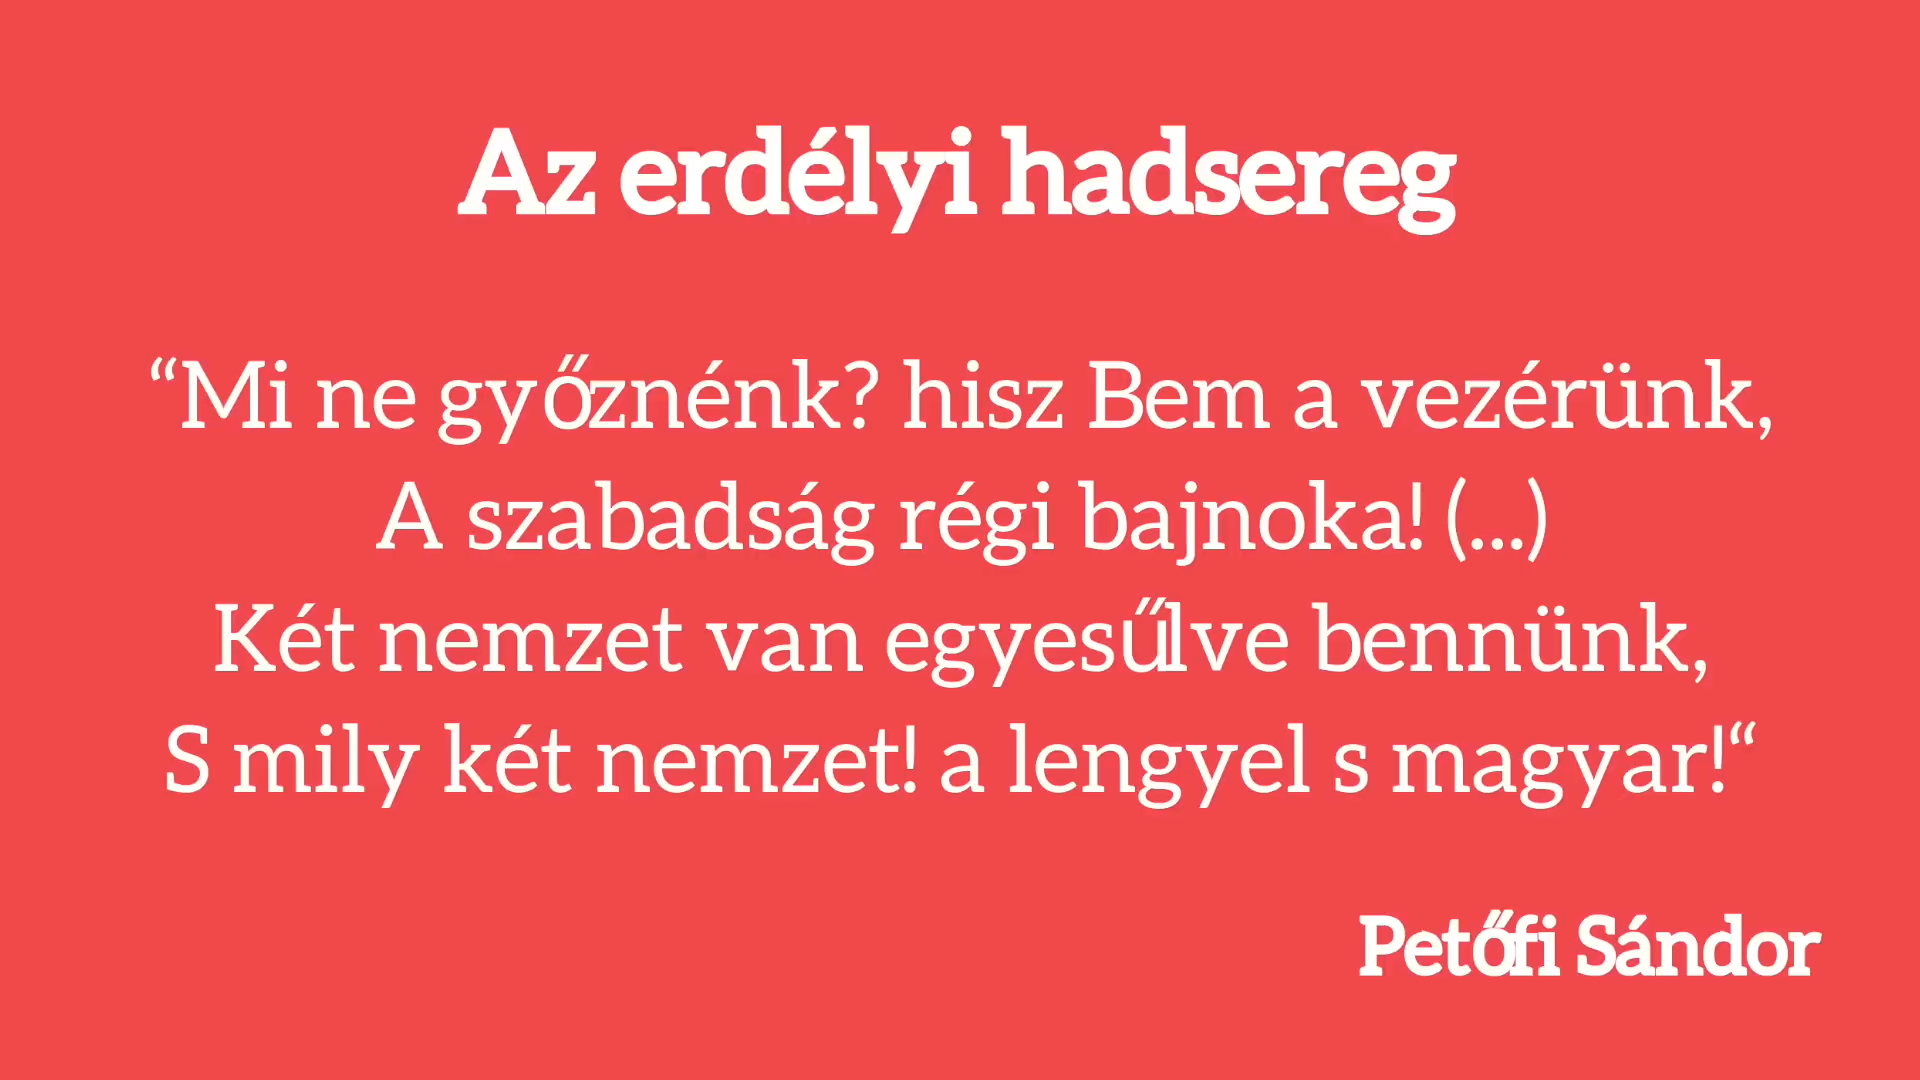 Az erdélyi hadsereg
“Mi ne győznénk? hisz Bem a vezérünk,
A szabadság régi bajnoka! (...)
Két nemzet van egyesűlve bennünk,
S mily két nemzet! a lengyel s magyar!“
Petőfi Sándor